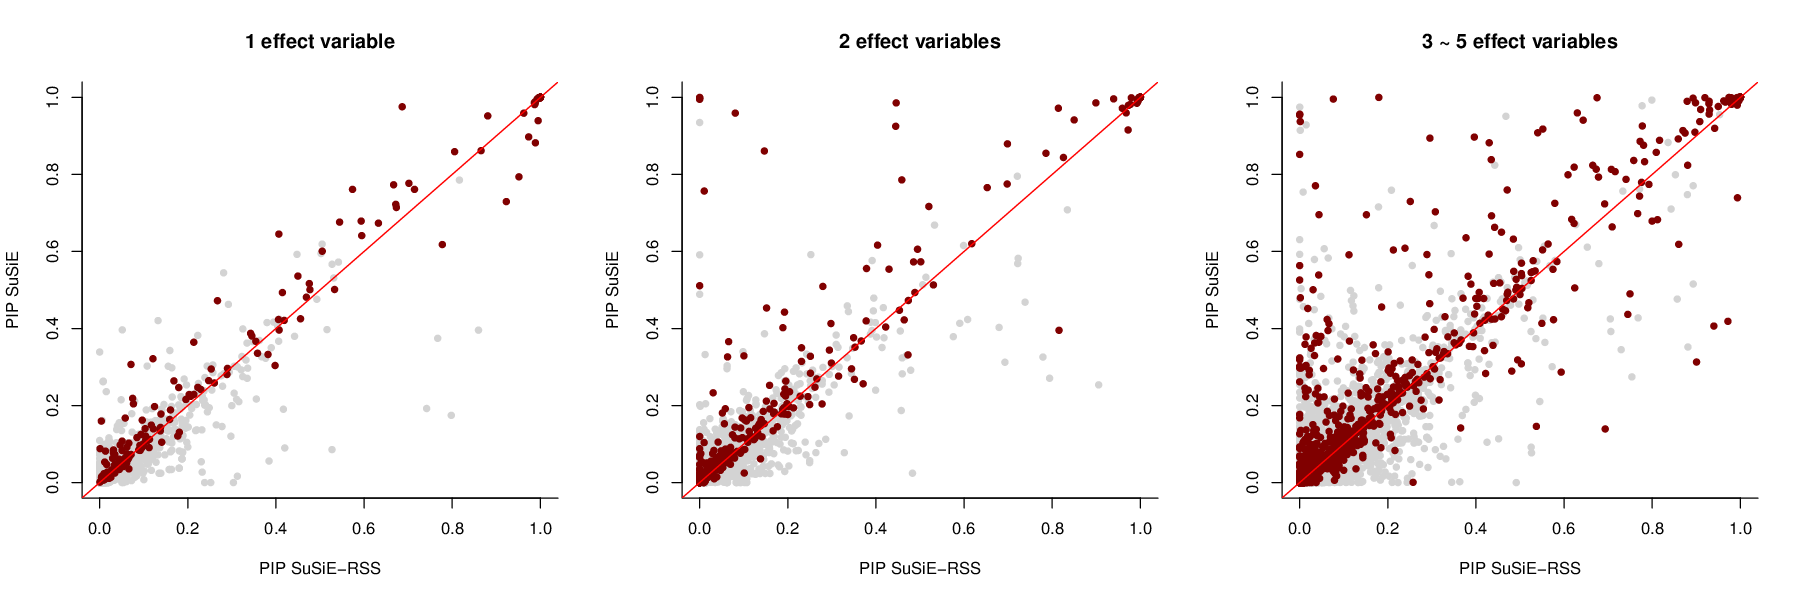 1 effect variable
2 effect variables
3 ~ 5 effect variables
PIP SuSiE
1.0
0.8
0.6
0.4
0.2
0.0
0.0 0.2 0.4 0.6 0.8 1.0
PIP SuSiE−RSS
PIP SuSiE
1.0
0.8
0.6
0.4
0.2
0.0
0.0 0.2 0.4 0.6 0.8 1.0
PIP SuSiE−RSS
PIP SuSiE
1.0
0.8
0.6
0.4
0.2
0.0
0.0 0.2 0.4 0.6 0.8 1.0
PIP SuSiE−RSS